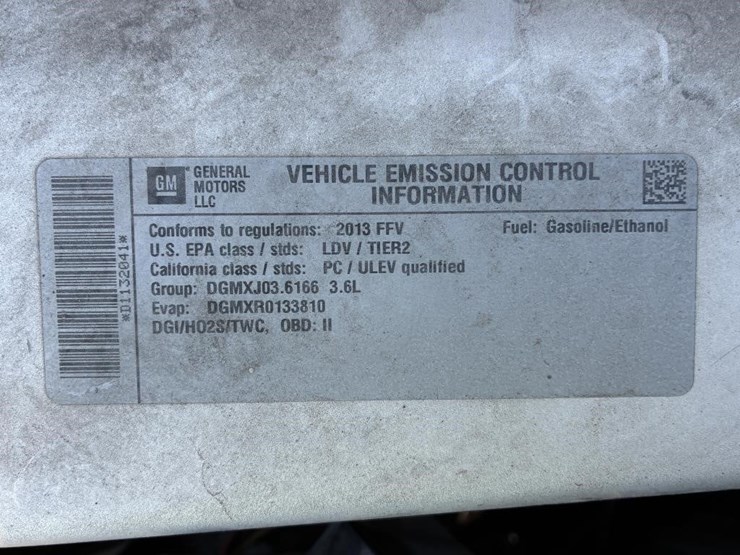 GM
GENERAL
MOTORS
LLC
VEHICLE EMISSION CONTROL
INFORMATION
Conforms to regulations: 2013 FFV
Fuel: Gasoline/Ethanol
U.S. EPA class / stds: LDV / TIER2
California class / stds: PC / ULEV qualified
Group: DGMXJ03.6166 3.6L
Evap: DGMXR0133810
DGI/HO2S/TWC, OBD: II
*D1132041*